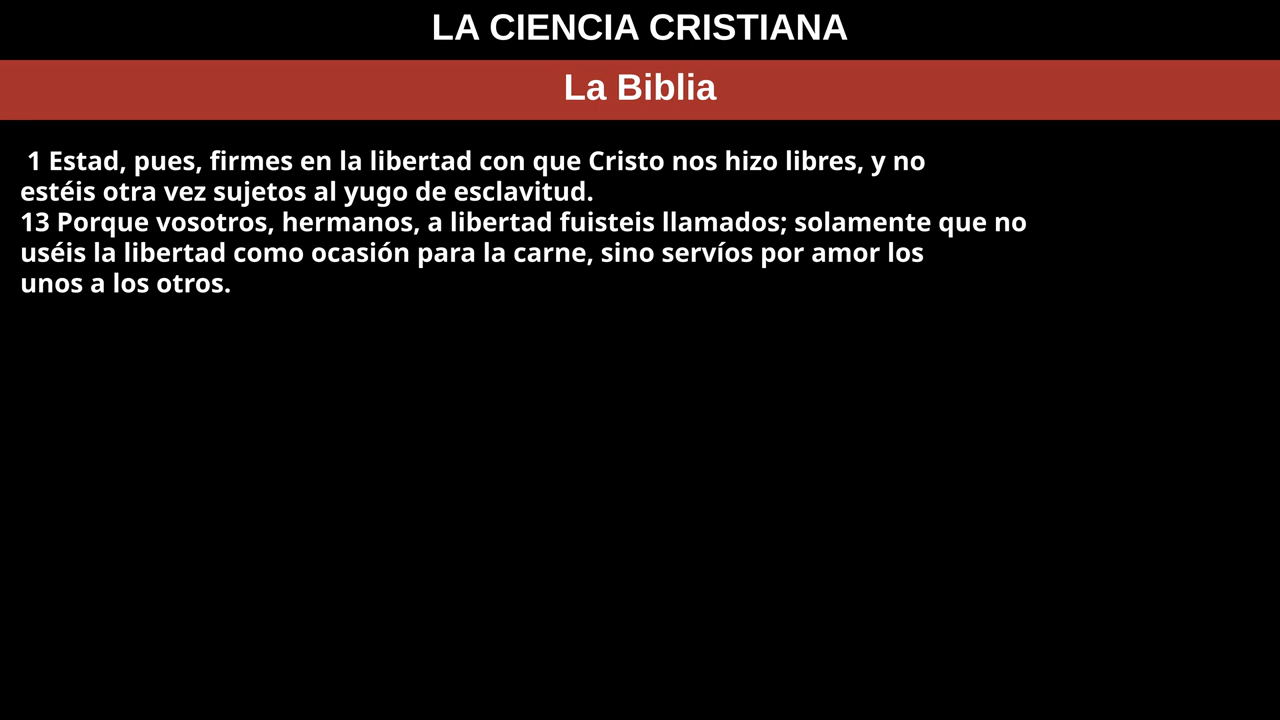 LA CIENCIA CRISTIANA
La Biblia
1 Estad, pues, firmes en la libertad con que Cristo nos hizo libres, y no
estéis otra vez sujetos al yugo de esclavitud.
13 Porque vosotros, hermanos, a libertad fuisteis llamados; solamente que no
uséis la libertad como ocasión para la carne, sino servíos por amor los
unos a los otros.